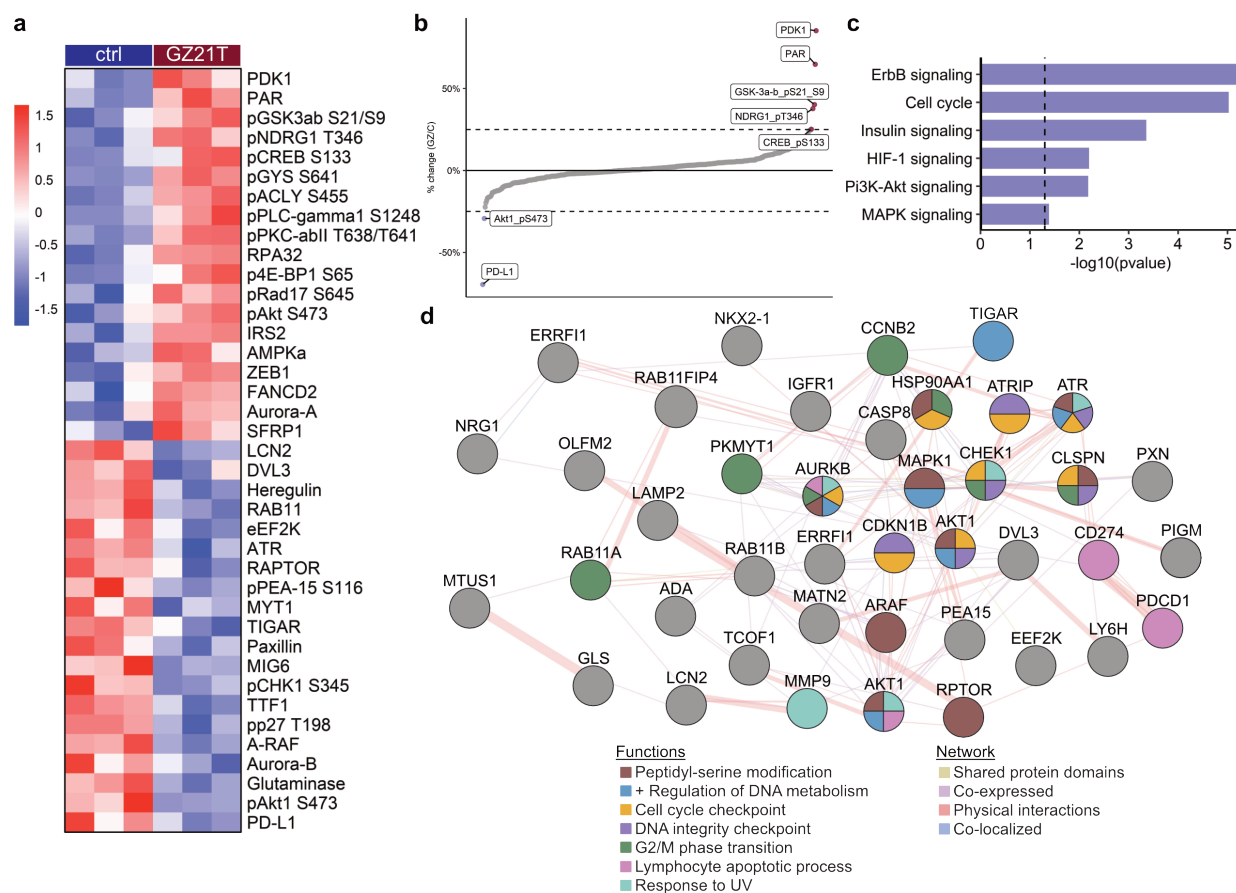 a
ctrl GZ21T
1.5
1
0.5
0
-0.5
-1
-1.5
PDK1
PAR
pGSK3ab S21/S9
pNDRG1 T346
pCREB S133
pGYS S641
pACLY S455
pPLC-gamma1 S1248
pPKC-abII T638/T641
RPA32
p4E-BP1 S65
pRad17 S645
pAkt S473
IRS2
AMPKa
ZEB1
FANCD2
Aurora-A
SFRP1
LCN2
DVL3
Heregulin
RAB11
eEF2K
ATR
RAPTOR
pPEA-15 S116
MYT1
TIGAR
Paxillin
MIG6
pCHK1 S345
TTF1
pp27 T198
A-RAF
Aurora-B
Glutaminase
pAkt1 S473
PD-L1
b
% change (GZ/C)
50%
0%
-50%
PDK1
PAR
GSK-3a-b_pS21_S9
NDRG1_pT346
CREB_pS133
Akt1_pS473
PD-L1
c
ErbB signaling
Cell cycle
Insulin signaling
HIF-1 signaling
Pi3K-Akt signaling
MAPK signaling
0 1 2 3 4 5
-log10(pvalue)
d
ERRFI1
NKX2-1
CCNB2
TIGAR
RAB11FIP4
IGFR1
HSP90AA1
ATRIP
ATR
NRG1
OLFM2
PKMYT1
CASP8
AURKB
MAPK1
CHEK1
CLSPN
PXN
LAMP2
RAB11A
RAB11B
ERRFI1
CDKN1B
AKT1
DVL3
CD274
PIGM
MTUS1
ADA
MATN2
ARAF
PEA15
PDCD1
TCOF1
EEF2K
LY6H
GLS
LCN2
MMP9
AKT1
RPTOR
Functions
Peptidyl-serine modification
+ Regulation of DNA metabolism
Cell cycle checkpoint
DNA integrity checkpoint
G2/M phase transition
Lymphocyte apoptotic process
Response to UV
Network
Shared protein domains
Co-expressed
Physical interactions
Co-localized